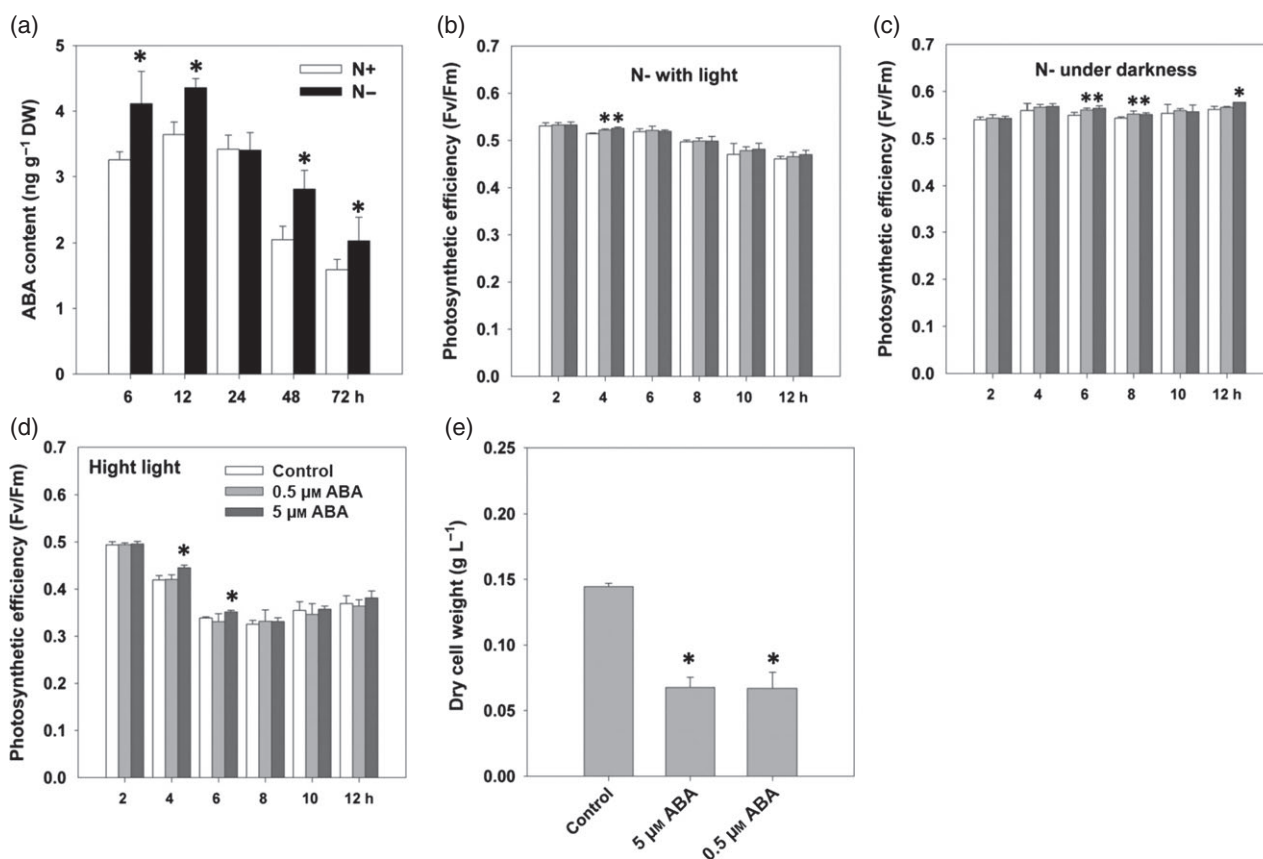 (a)
5
4
3
2
1
0
ABA content (ng g⁻¹ DW)
N+
N−
*
*
*
*
6 12 24 48 72 h
(b)
0.7
0.6
0.5
0.4
0.3
0.2
0.1
0.0
Photosynthetic efficiency (Fv/Fm)
N- with light
**
2 4 6 8 10 12 h
(c)
0.7
0.6
0.5
0.4
0.3
0.2
0.1
0.0
Photosynthetic efficiency (Fv/Fm)
N- under darkness
** ** *
2 4 6 8 10 12 h
(d)
0.7
0.6
0.5
0.4
0.3
0.2
0.1
0.0
Photosynthetic efficiency (Fv/Fm)
Hight light
Control
0.5 µM ABA
5 µM ABA
*
*
2 4 6 8 10 12 h
(e)
0.25
0.20
0.15
0.10
0.05
0.00
Dry cell weight (g L⁻¹)
* *
Control
5 µM ABA
0.5 µM ABA